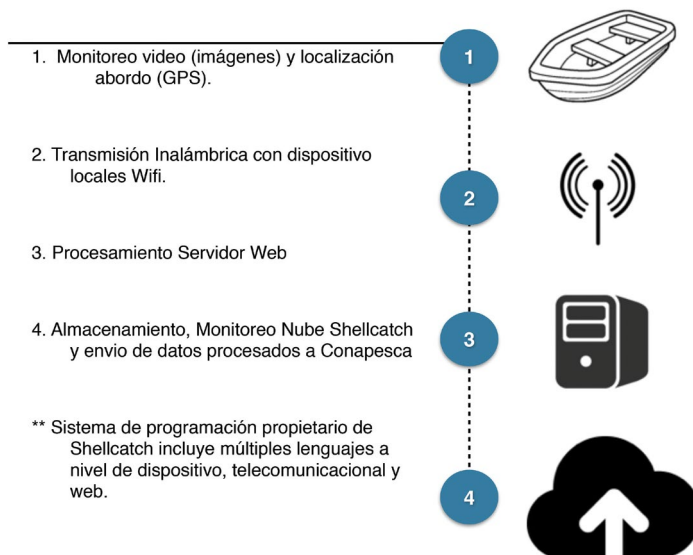 1. Monitoreo video (imágenes) y localización
abordo (GPS).
1
2. Transmisión Inalámbrica con dispositivo
locales Wifi.
2
3. Procesamiento Servidor Web
4. Almacenamiento, Monitoreo Nube Shellcatch
y envio de datos procesados a Conapesca
3
** Sistema de programación propietario de
Shellcatch incluye múltiples lenguajes a
nivel de dispositivo, telecomunicacional y
web.
4